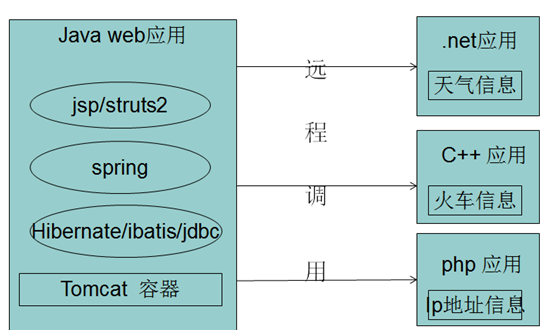 Java web应用
jsp/struts2
spring
Hibernate/ibatis/jdbc
Tomcat 容器
远
程
调
用
.net应用
天气信息
C++ 应用
火车信息
php 应用
Ip地址信息